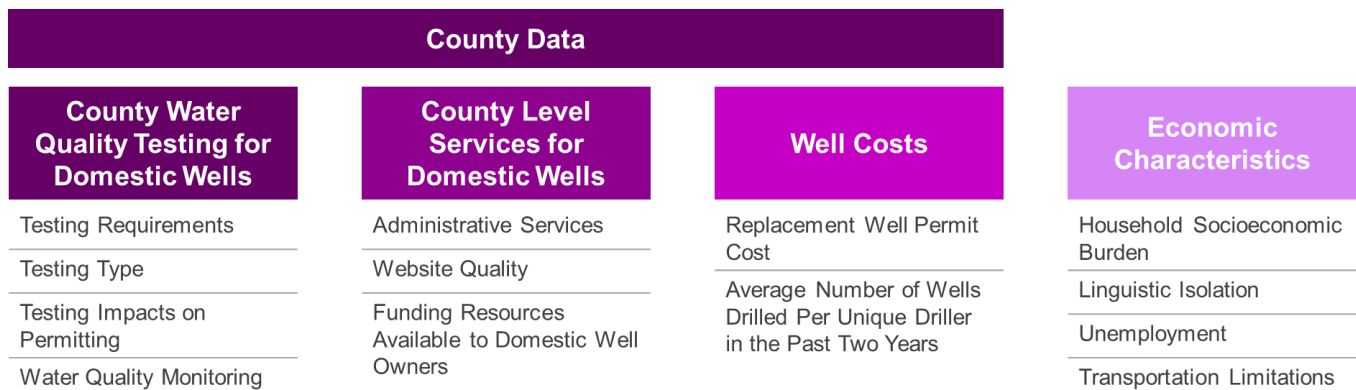 County Data
County Water
Quality Testing for
Domestic Wells
Testing Requirements
Testing Type
Testing Impacts on
Permitting
Water Quality Monitoring
County Level
Services for
Domestic Wells
Administrative Services
Website Quality
Funding Resources
Available to Domestic Well
Owners
Well Costs
Replacement Well Permit
Cost
Average Number of Wells
Drilled Per Unique Driller
in the Past Two Years
Economic
Characteristics
Household Socioeconomic
Burden
Linguistic Isolation
Unemployment
Transportation Limitations